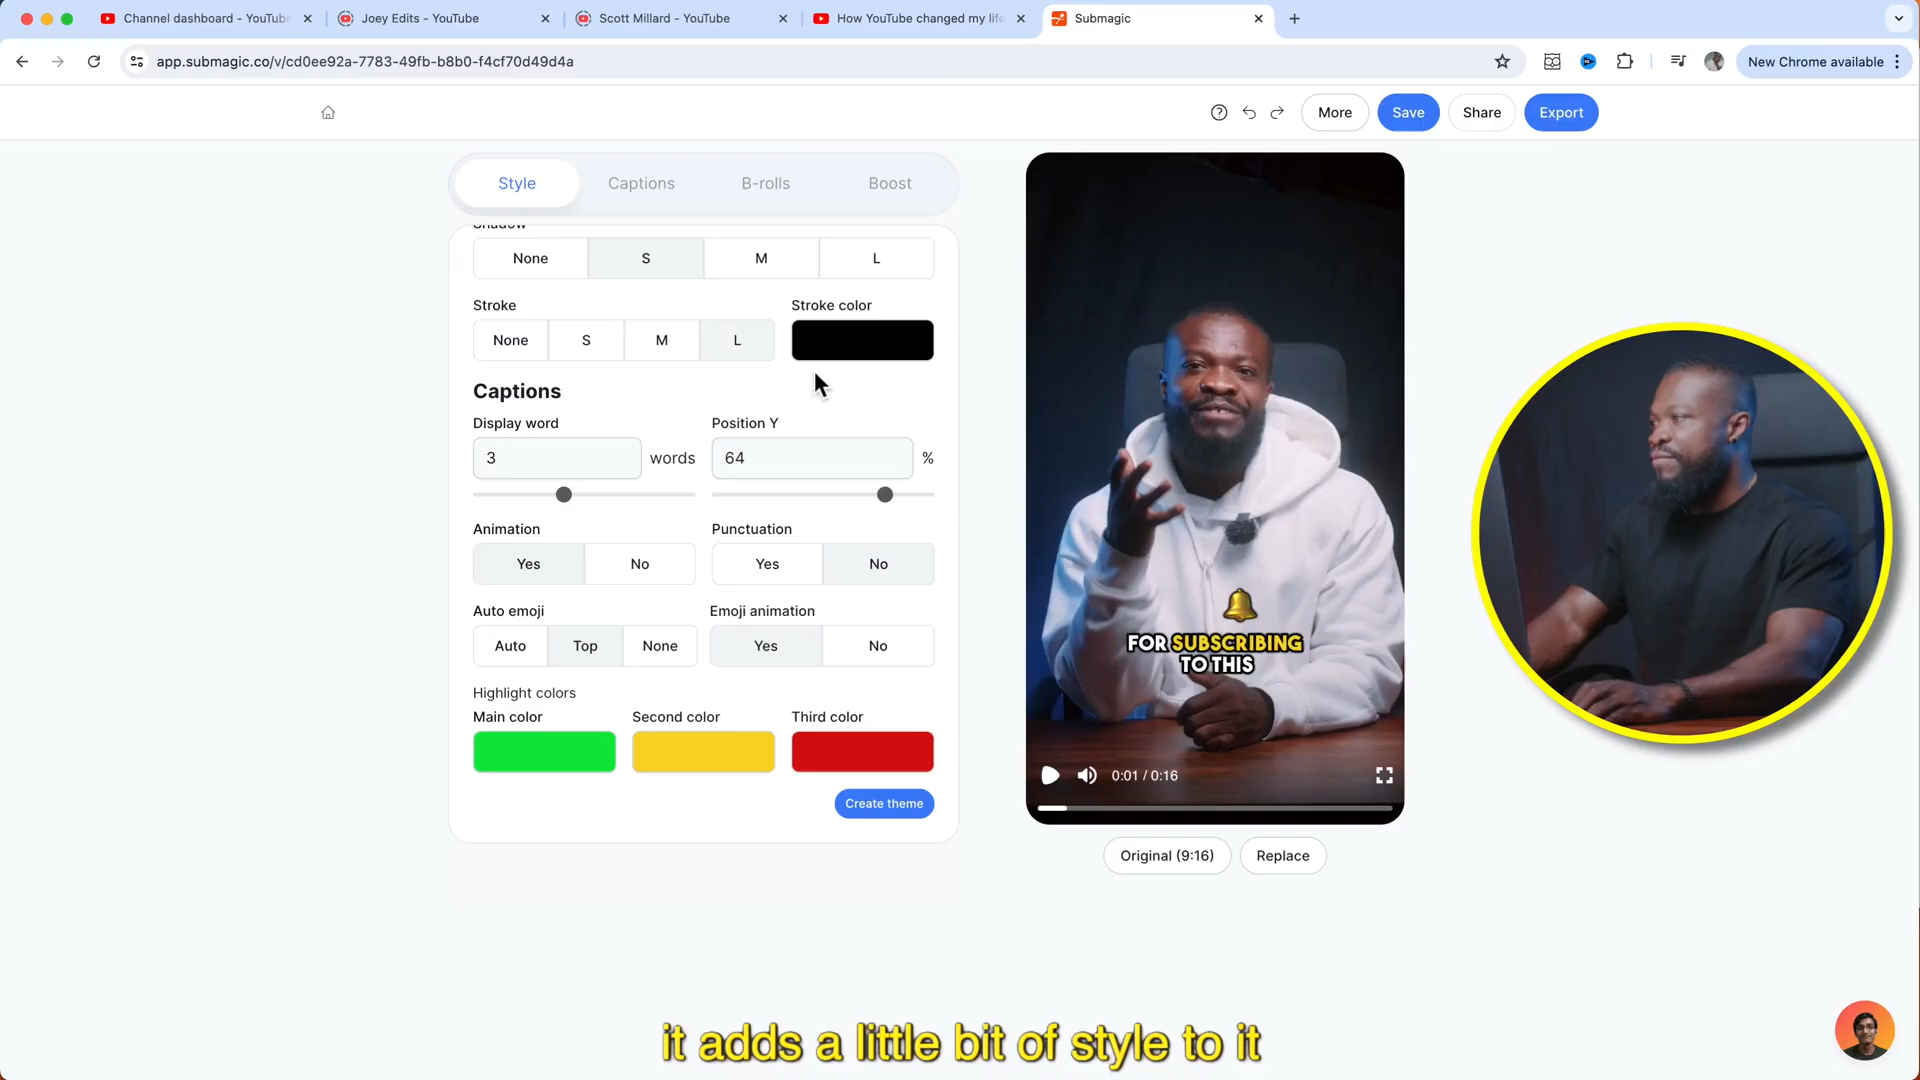 Channel dashboard - YouTube
Joey Edits - YouTube
Scott Millard - YouTube
How YouTube changed my life
Submagic
app.submagic.co/v/cd0ee92a-7783-49fb-b8b0-f4cf70d49d4a
New Chrome available
More
Save
Share
Export
Style
Captions
B-rolls
Boost
Shadow
None
S
M
L
Stroke
Stroke color
None
S
M
L
Captions
Display word
Position Y
3
words
64
%
Animation
Punctuation
Yes
No
Yes
No
Auto emoji
Emoji animation
Auto
Top
None
Yes
No
Highlight colors
Main color
Second color
Third color
Create theme
FOR SUBSCRIBING
TO THIS
0:01 / 0:16
Original (9:16)
Replace
it adds a little bit of style to it